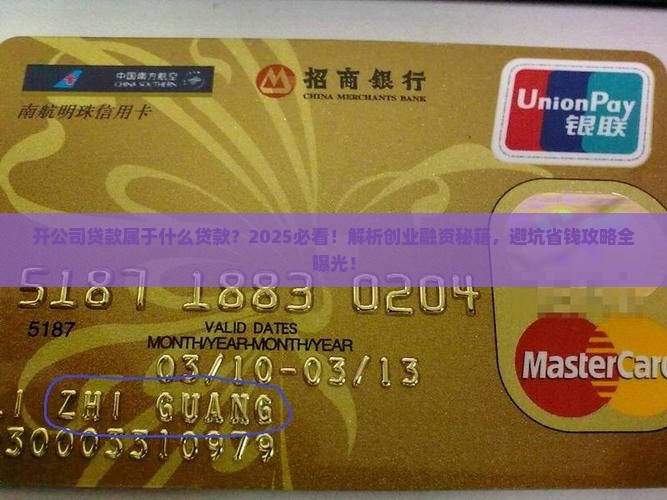 中国南方航空
CHINA SOUTHERN
招商銀行
CHINA MERCHANTS BANK
UnionPay
银联
南航明珠信用卡
开公司贷款属于什么贷款？2025必看！解析创业融资秘籍，避坑省钱攻略全
曝光！
5187 1883 0204
5187
VALID DATES
MONTH/YEAR-MONTH/YEAR
03/10-03/13
MasterCard
LI ZHI GUANG
30003310979